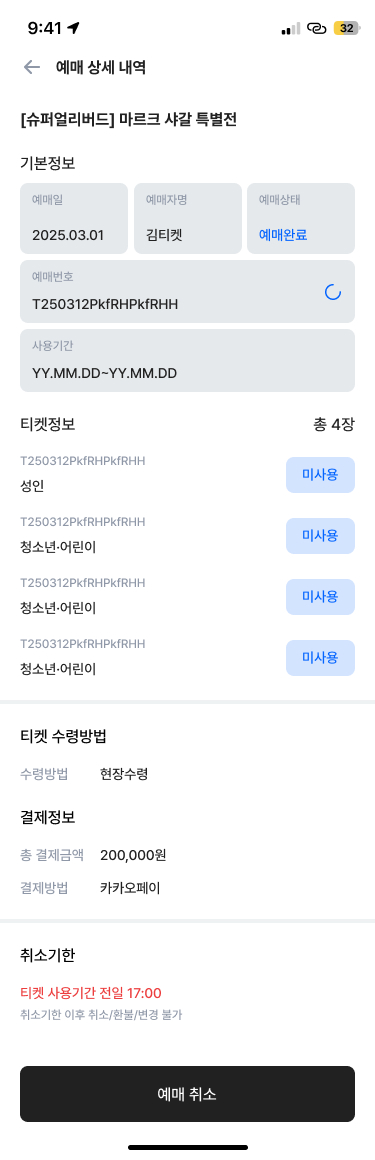 9:41
32
예매 상세 내역
[슈퍼얼리버드] 마르크 샤갈 특별전
기본정보
예매일
2025.03.01
예매자명
김티켓
예매상태
예매완료
예매번호
T250312PkfRHPkfRHH
사용기간
YY.MM.DD~YY.MM.DD
티켓정보
총 4장
T250312PkfRHPkfRHH
성인
미사용
T250312PkfRHPkfRHH
청소년·어린이
미사용
T250312PkfRHPkfRHH
청소년·어린이
미사용
T250312PkfRHPkfRHH
청소년·어린이
미사용
티켓 수령방법
수령방법 현장수령
결제정보
총 결제금액 200,000원
결제방법 카카오페이
취소기한
티켓 사용기간 전일 17:00
취소기한 이후 취소/환불/변경 불가
예매 취소